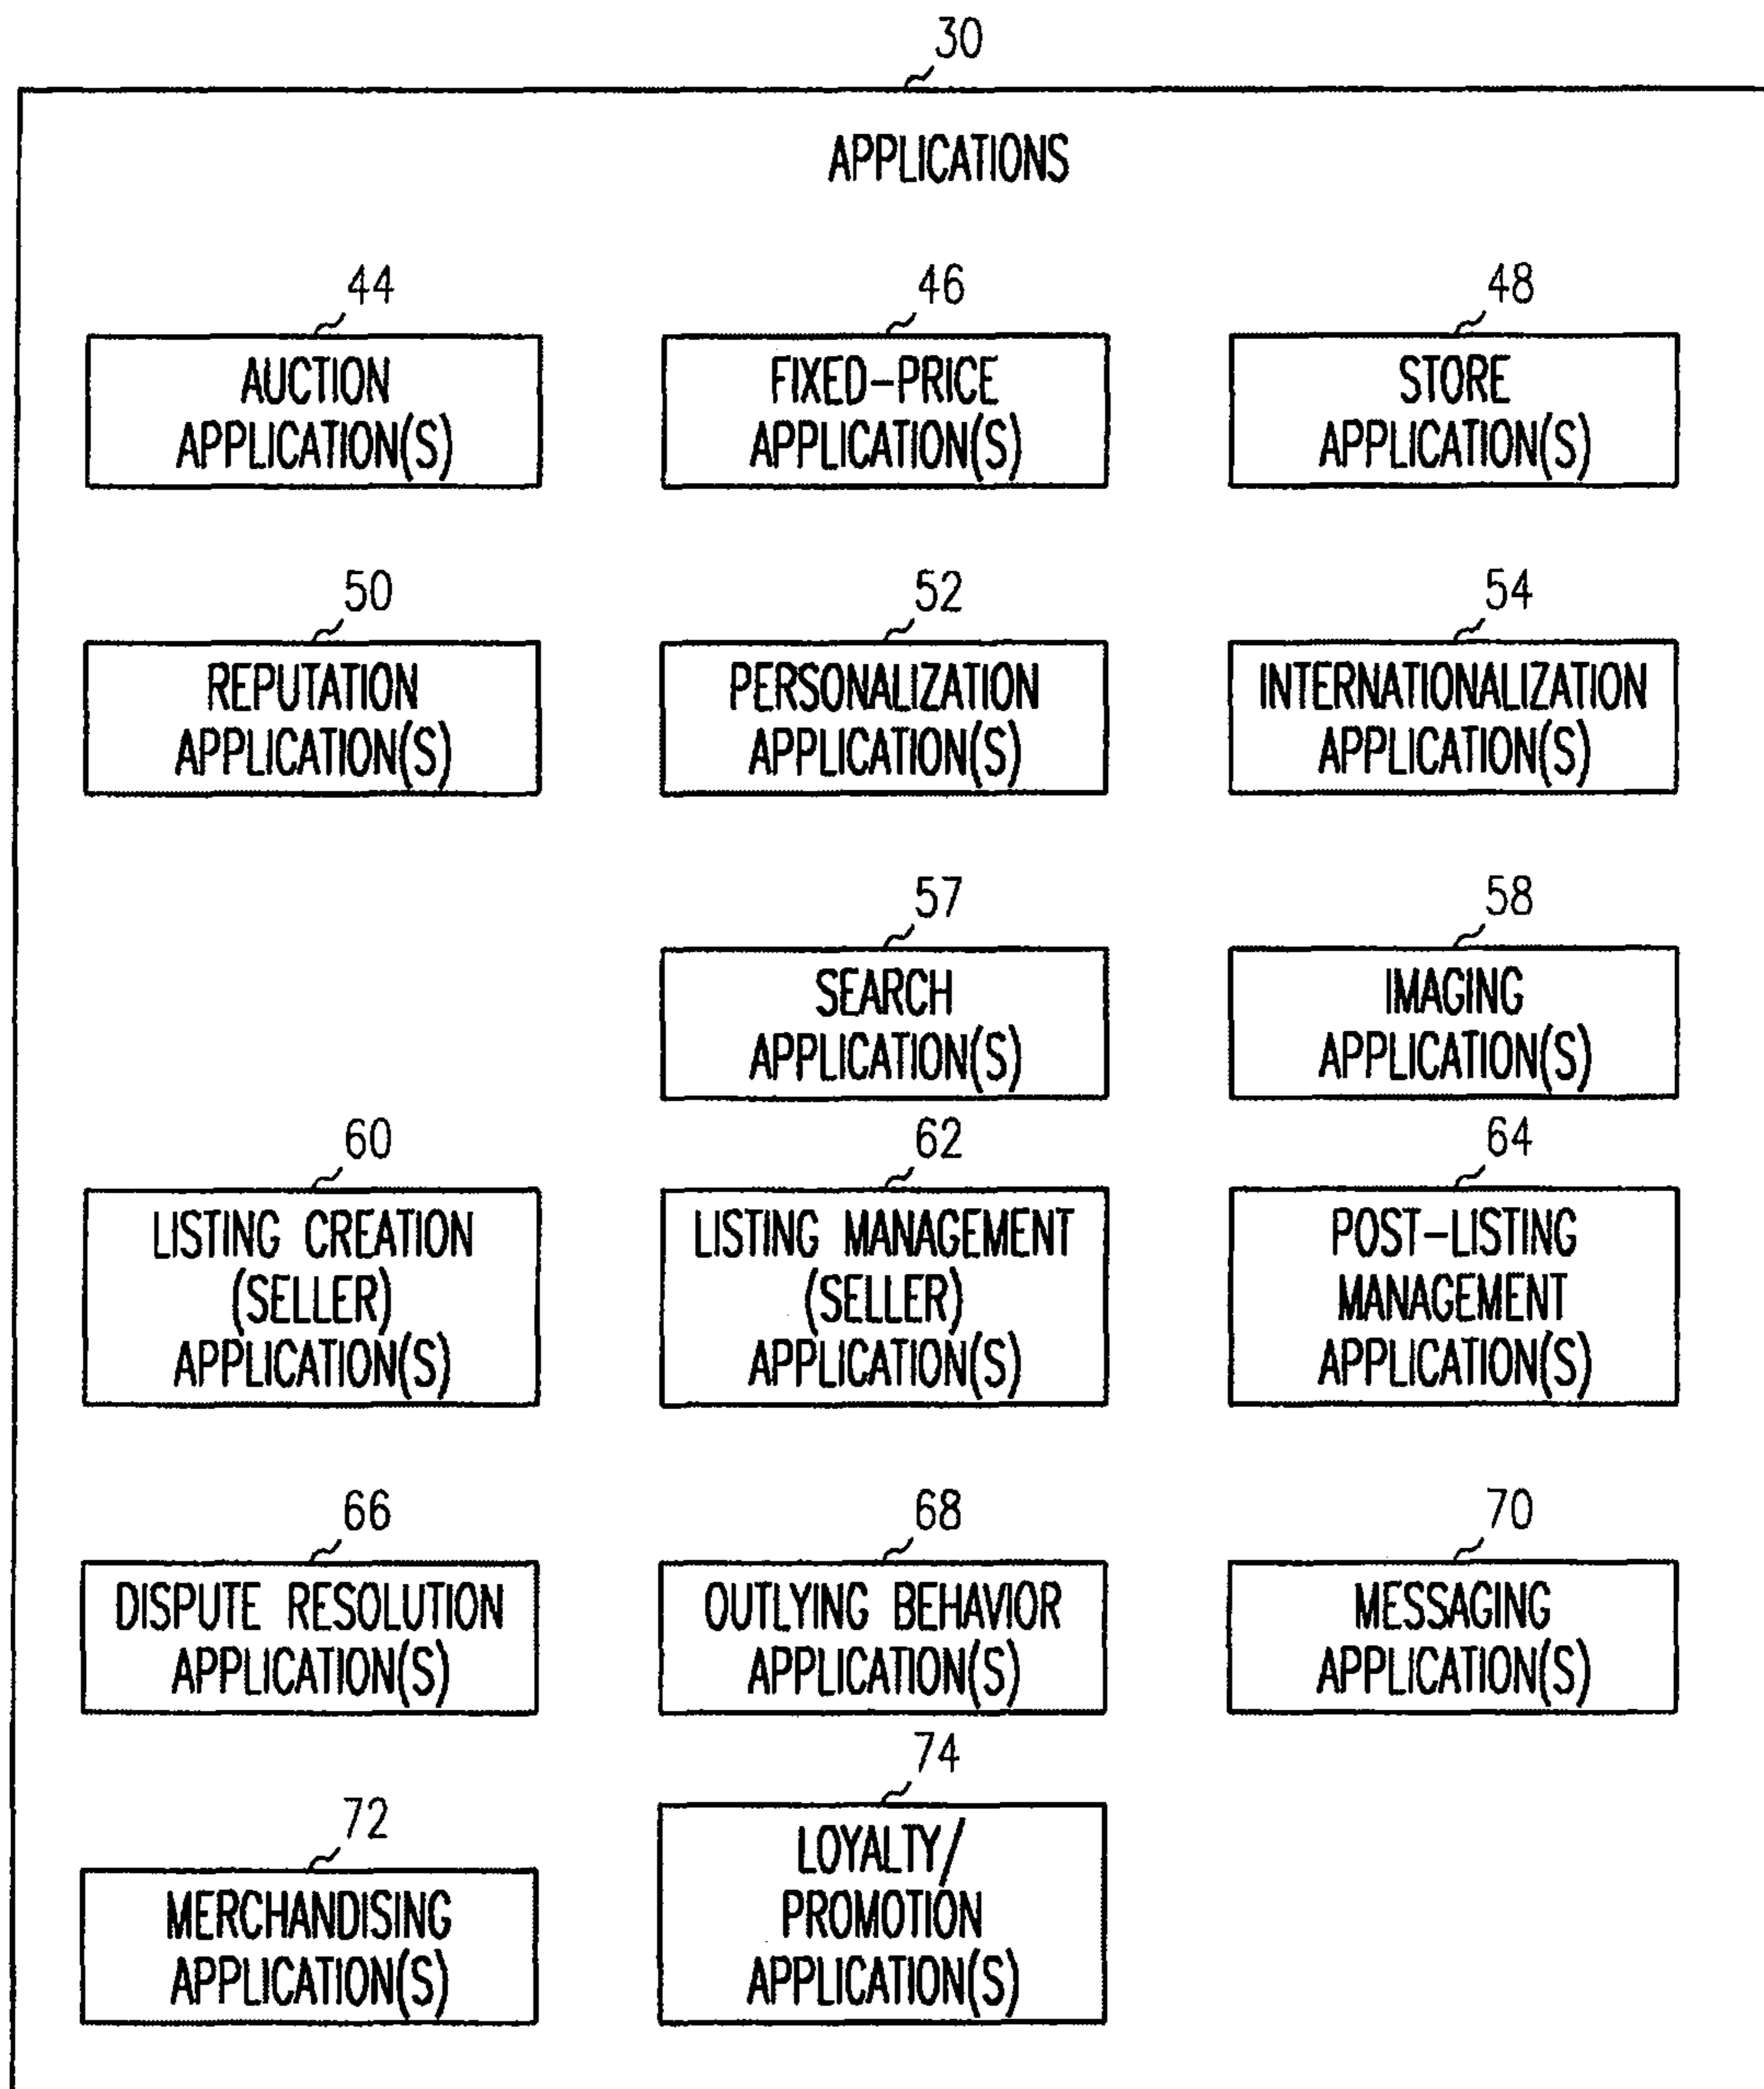 30
APPLICATIONS
44
AUCTION
APPLICATION(S)
46
FIXED-PRICE
APPLICATION(S)
48
STORE
APPLICATION(S)
50
REPUTATION
APPLICATION(S)
52
PERSONALIZATION
APPLICATION(S)
54
INTERNATIONALIZATION
APPLICATION(S)
57
SEARCH
APPLICATION(S)
58
IMAGING
APPLICATION(S)
60
LISTING CREATION
(SELLER)
APPLICATION(S)
62
LISTING MANAGEMENT
(SELLER)
APPLICATION(S)
64
POST-LISTING
MANAGEMENT
APPLICATION(S)
66
DISPUTE RESOLUTION
APPLICATION(S)
68
OUTLYING BEHAVIOR
APPLICATION(S)
70
MESSAGING
APPLICATION(S)
72
MERCHANDISING
APPLICATION(S)
74
LOYALTY/
PROMOTION
APPLICATION(S)